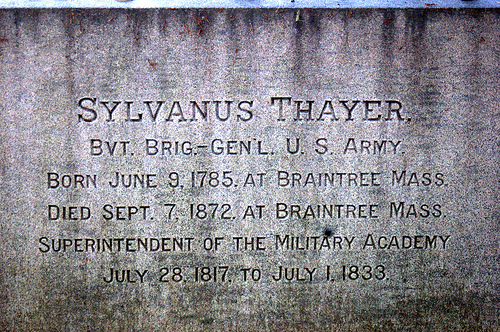 SYLVANUS THAYER,
BVT. BRIG.-GEN'L. U. S. ARMY.
BORN JUNE 9, 1785, AT BRAINTREE MASS.
DIED SEPT. 7, 1872, AT BRAINTREE MASS.
SUPERINTENDENT OF THE MILITARY ACADEMY
JULY 28, 1817, TO JULY 1, 1833.